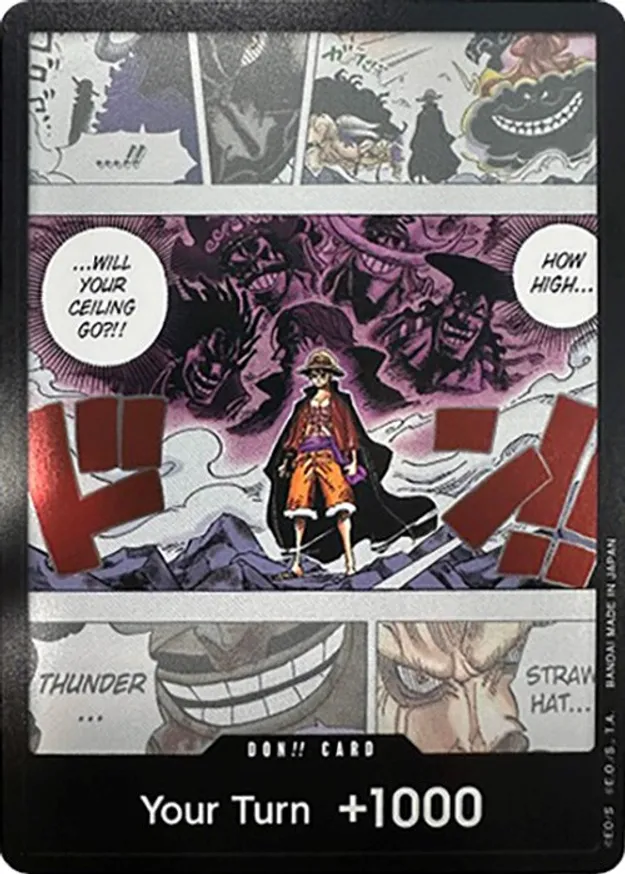 ...!!
...WILL
YOUR
CEILING
GO?!!
HOW
HIGH...
ドン!!
THUNDER
...
STRAW
HAT...
DON!! CARD
Your Turn +1000
©E.O./S. ©E.O./S., T.A. BANDAI MADE IN JAPAN